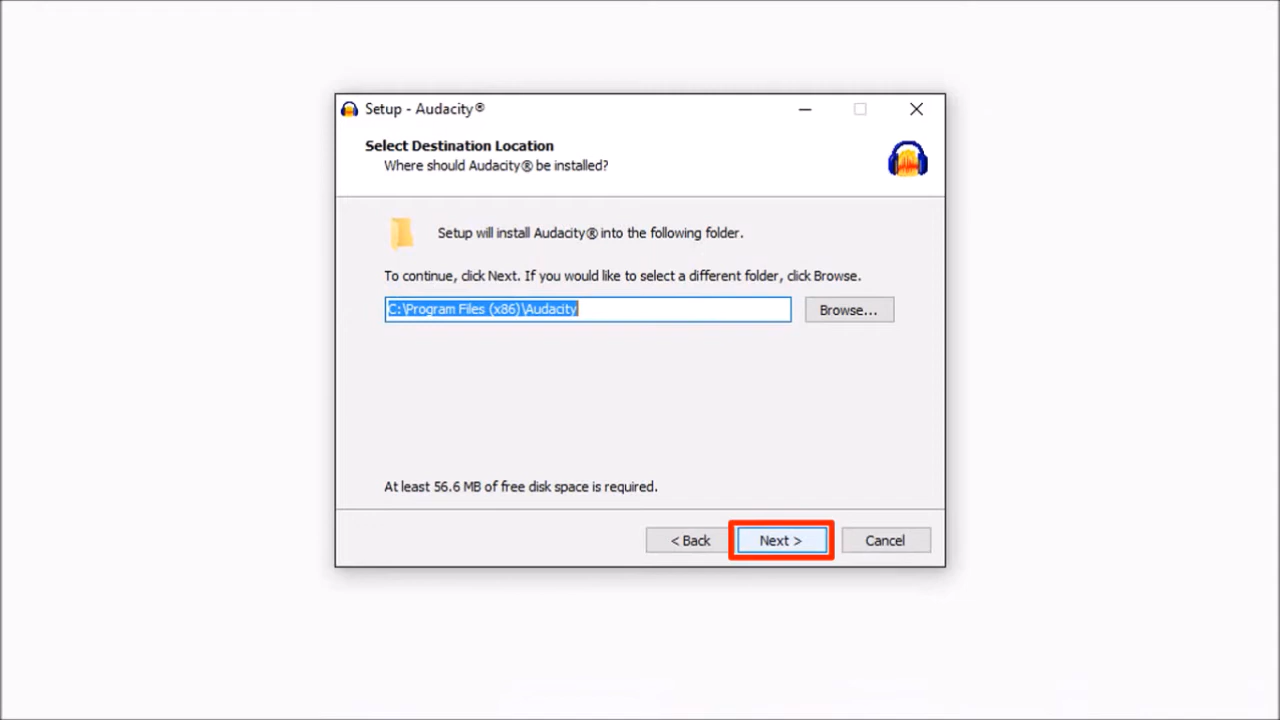 Setup - Audacity®
Select Destination Location
Where should Audacity® be installed?
Setup will install Audacity® into the following folder.
To continue, click Next. If you would like to select a different folder, click Browse.
C:\Program Files (x86)\Audacity
Browse...
At least 56.6 MB of free disk space is required.
< Back
Next >
Cancel